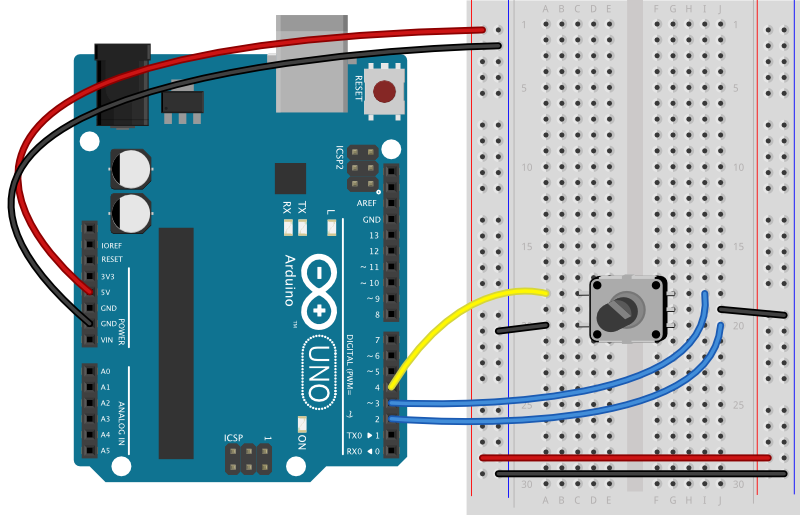 RESET
ICSP2
AREF
GND
13
12
~ 11
~ 10
~ 9
8
7
~ 6
~ 5
4
~ 3
2
TX0 ▶ 1
RX0 ◀ 0
DIGITAL (PWM= ~)
RX
TX
L
Arduino
™
UNO
ON
ICSP
1
IOREF
RESET
3V3
5V
GND
GND
VIN
POWER
A0
A1
A2
A3
A4
A5
ANALOG IN
A B C D E
F G H I J
1
1
5
5
10
10
15
15
20
20
25
25
30
30
A B C D E
F G H I J